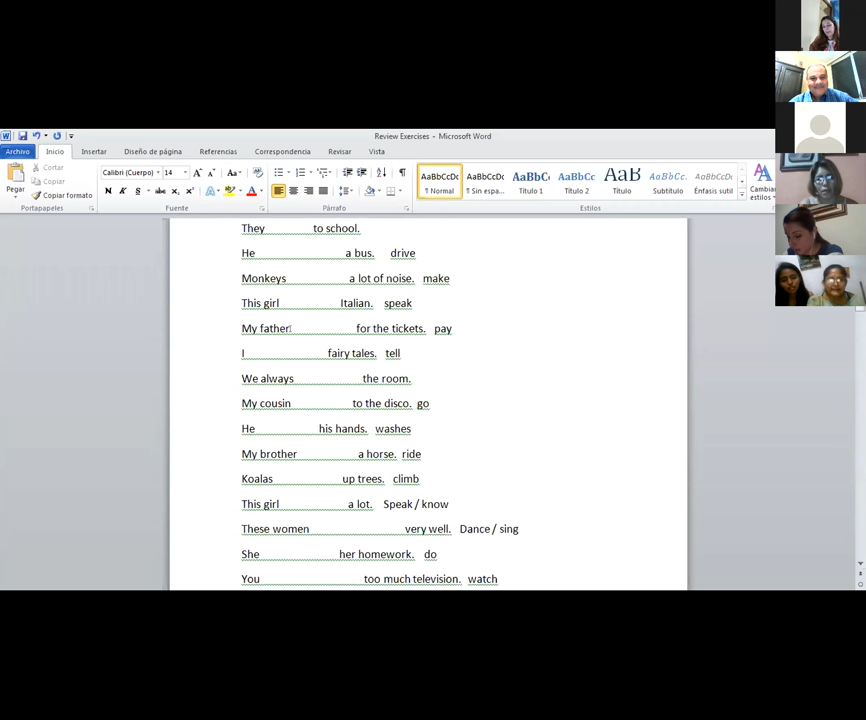 Review Exercises - Microsoft Word
Archivo Inicio Insertar Diseño de página Referencias Correspondencia Revisar Vista
Cortar
Copiar
Copiar formato
Pegar
Portapapeles
Calibri (Cuerpo) 14
N K S abc
Fuente
Párrafo
AaBbCcDc AaBbCcDc AaBbC AaBbCc AaB AaBbCc. AaBbCcDc
¶ Normal ¶ Sin espa... Título 1 Título 2 Título Subtítulo Énfasis sutil
Cambiar estilos
Estilos
They to school.
He a bus. drive
Monkeys a lot of noise. make
This girl Italian. speak
My father for the tickets. pay
I fairy tales. tell
We always the room.
My cousin to the disco. go
He his hands. washes
My brother a horse. ride
Koalas up trees. climb
This girl a lot. Speak / know
These women very well. Dance / sing
She her homework. do
You too much television. watch